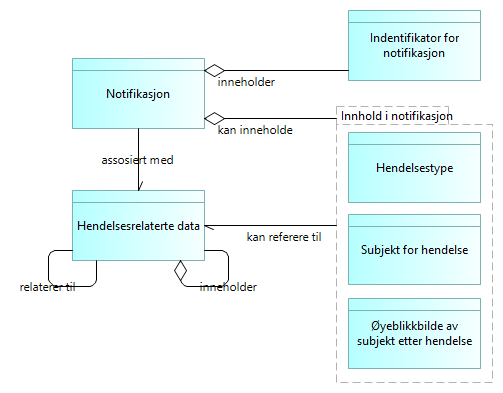 Indentifikator for
notifikasjon
Notifikasjon
inneholder
kan inneholde
Innhold i notifikasjon
Hendelsestype
assosiert med
Hendelsesrelaterte data
kan referere til
Subjekt for hendelse
relaterer til
inneholder
Øyeblikkbilde av
subjekt etter hendelse